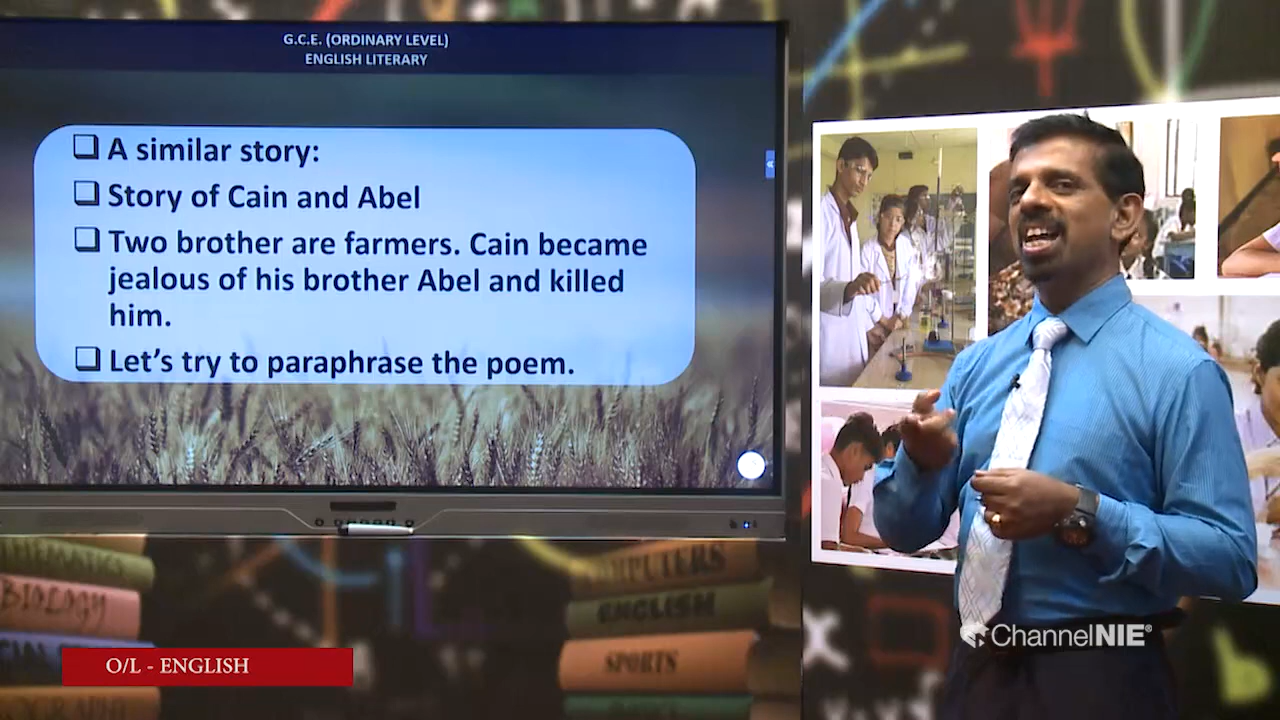 G.C.E. (ORDINARY LEVEL)
ENGLISH LITERARY
❑ A similar story:
❑ Story of Cain and Abel
❑ Two brother are farmers. Cain became
jealous of his brother Abel and killed
him.
❑ Let's try to paraphrase the poem.
BIOLOGY
COMPUTERS
ENGLISH
SPORTS
O/L - ENGLISH
ChannelNIE®